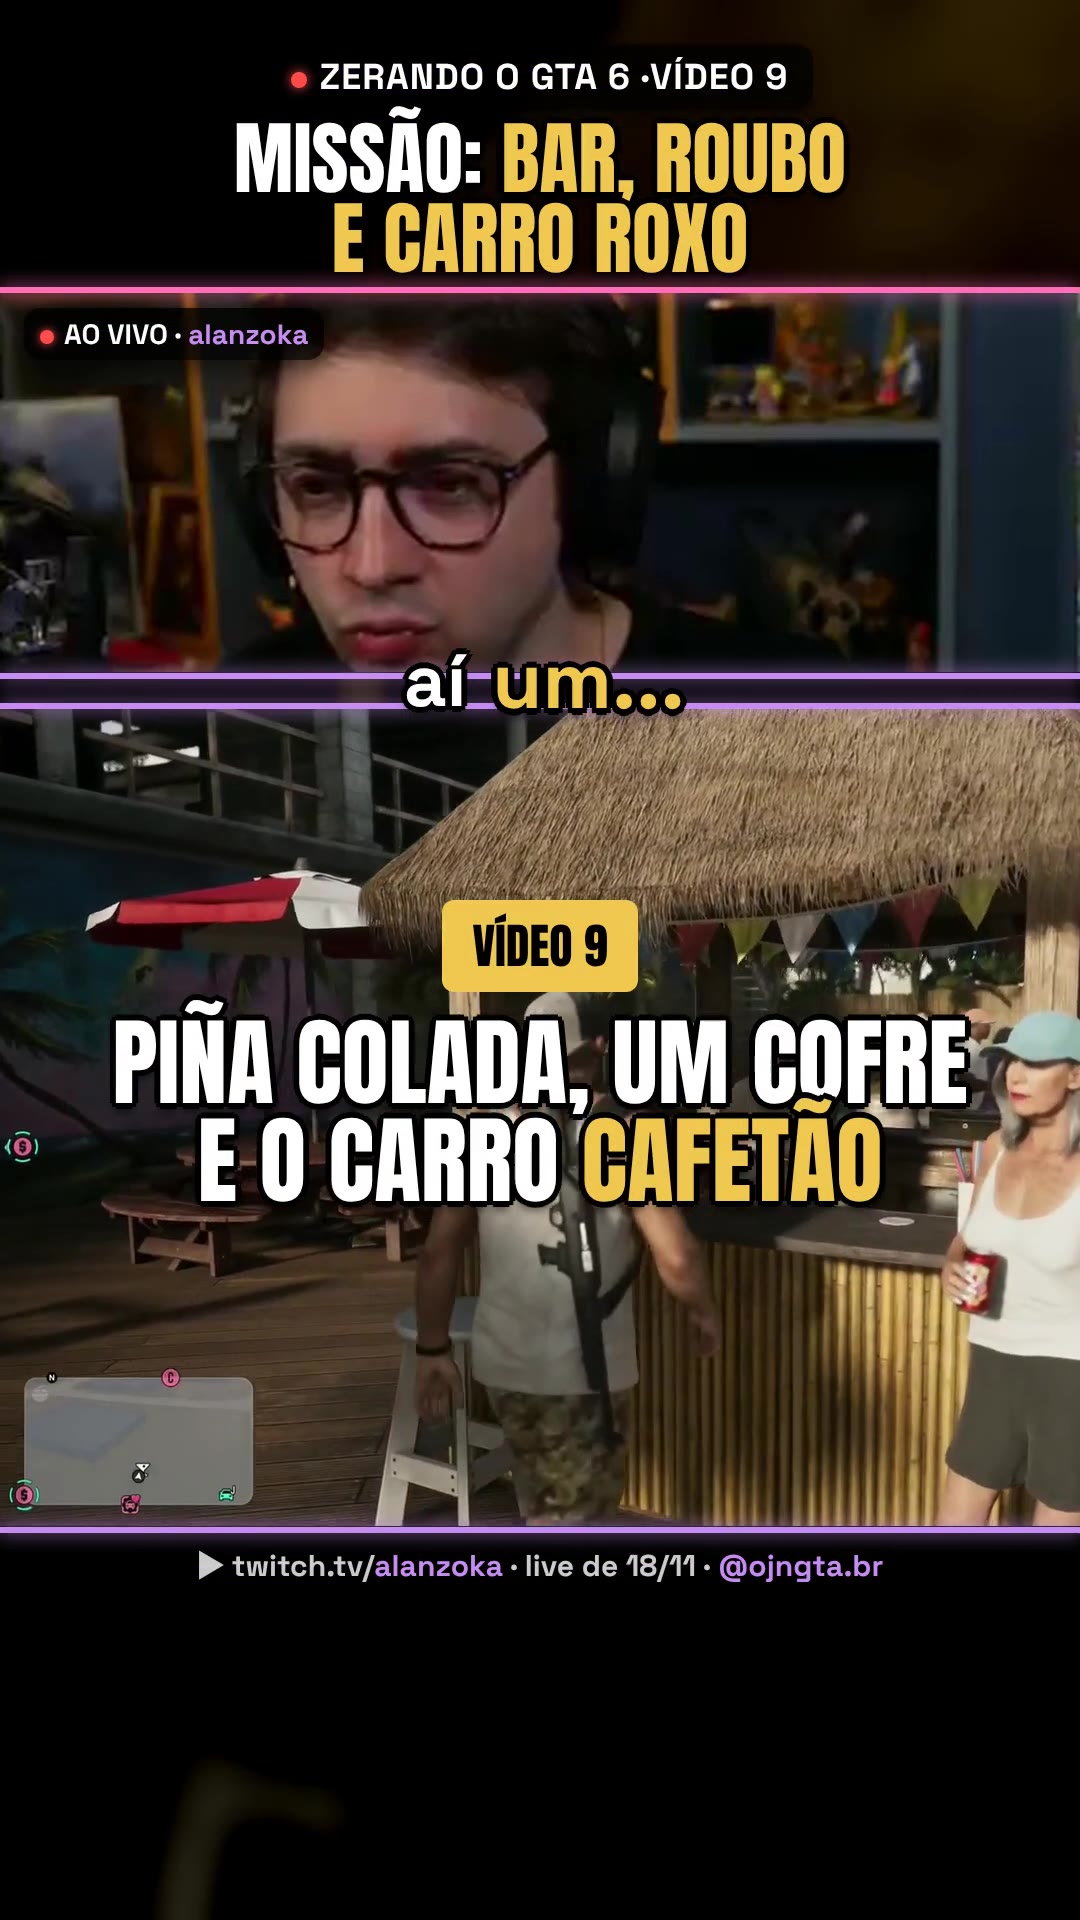 ZERANDO O GTA 6 ·VÍDEO 9
MISSÃO: BAR, ROUBO
E CARRO ROXO
AO VIVO · alanzoka
aí um...
VÍDEO 9
PIÑA COLADA, UM COFRE
E O CARRO CAFETÃO
$
N
C
$
▶ twitch.tv/alanzoka · live de 18/11 · @ojngta.br